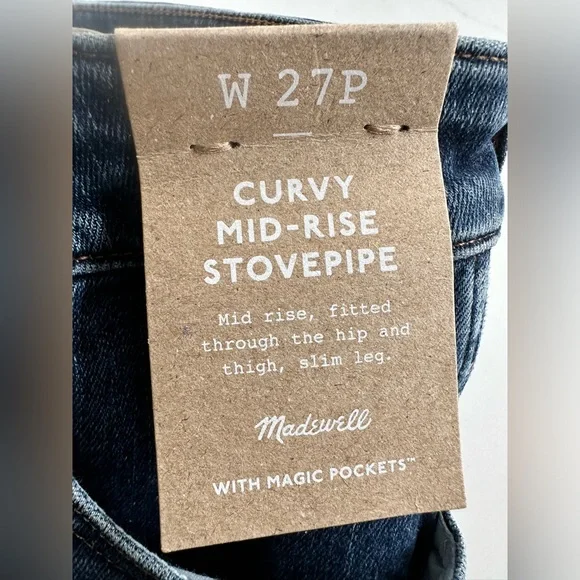 W 27P
CURVY
MID-RISE
STOVEPIPE
Mid rise, fitted
through the hip and
thigh, slim leg.
Madewell
WITH MAGIC POCKETS™